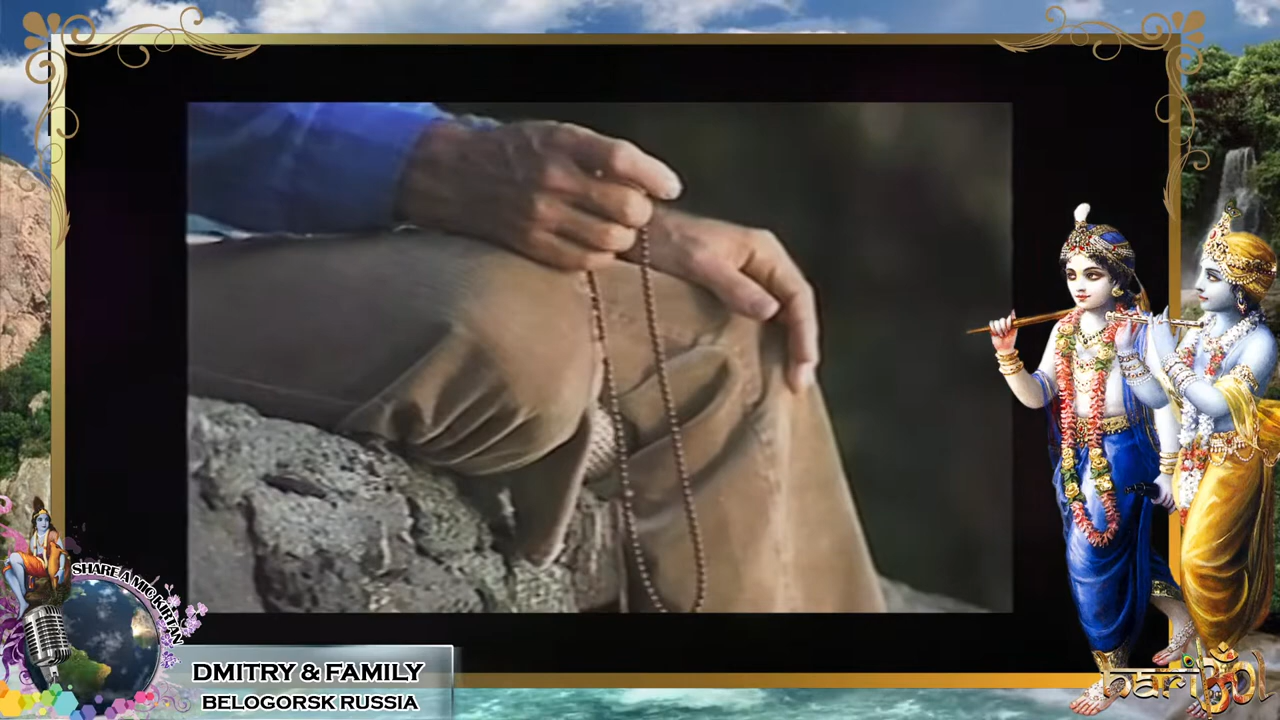 SHARE A MIC KIRTAN
DMITRY & FAMILY
BELOGORSK RUSSIA
haribol